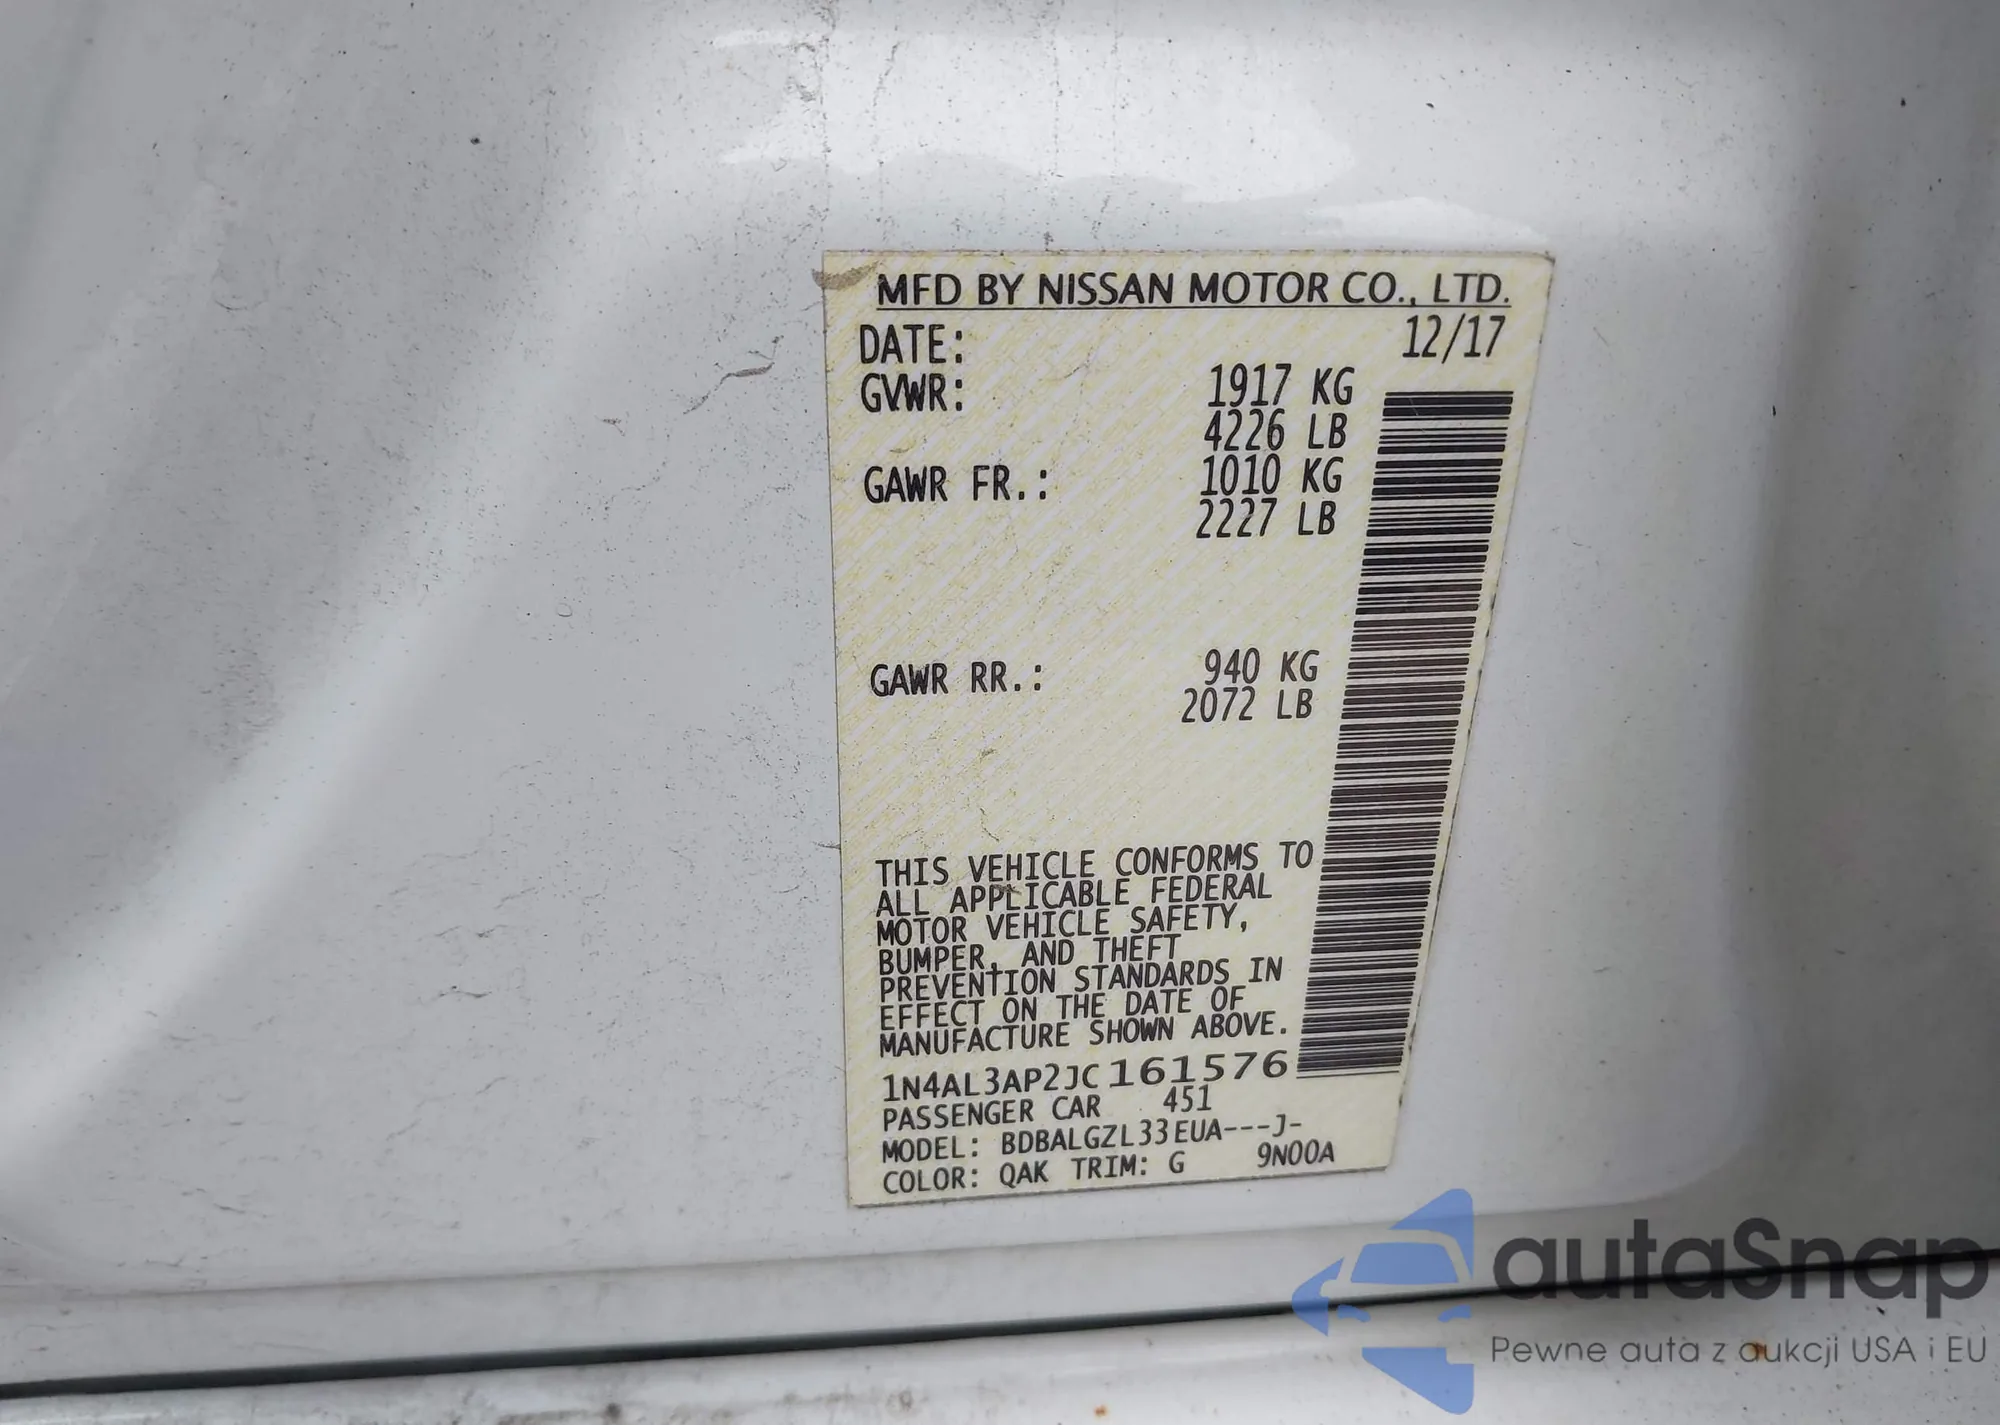 MFD BY NISSAN MOTOR CO., LTD.
DATE: 12/17
GVWR: 1917 KG
4226 LB
GAWR FR.: 1010 KG
2227 LB
GAWR RR.: 940 KG
2072 LB
THIS VEHICLE CONFORMS TO
ALL APPLICABLE FEDERAL
MOTOR VEHICLE SAFETY,
BUMPER, AND THEFT
PREVENTION STANDARDS IN
EFFECT ON THE DATE OF
MANUFACTURE SHOWN ABOVE.
1N4AL3AP2JC161576
PASSENGER CAR 451
MODEL: BDBALGZL33EUA---J-
COLOR: QAK TRIM: G 9N00A
autaSnap
Pewne auta z aukcji USA i EU